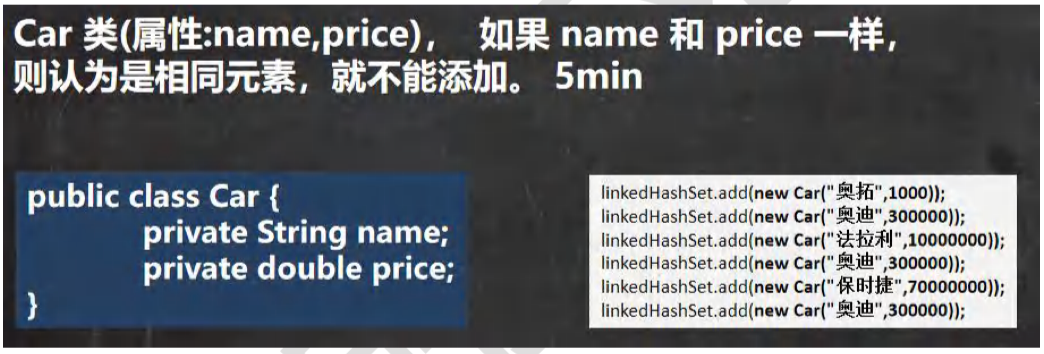 Car 类(属性:name,price)， 如果 name 和 price 一样，
则认为是相同元素，就不能添加。 5min
public class Car {
private String name;
private double price;
}
linkedHashSet.add(new Car("奥拓",1000));
linkedHashSet.add(new Car("奥迪",300000));
linkedHashSet.add(new Car("法拉利",10000000));
linkedHashSet.add(new Car("奥迪",300000));
linkedHashSet.add(new Car("保时捷",70000000));
linkedHashSet.add(new Car("奥迪",300000));